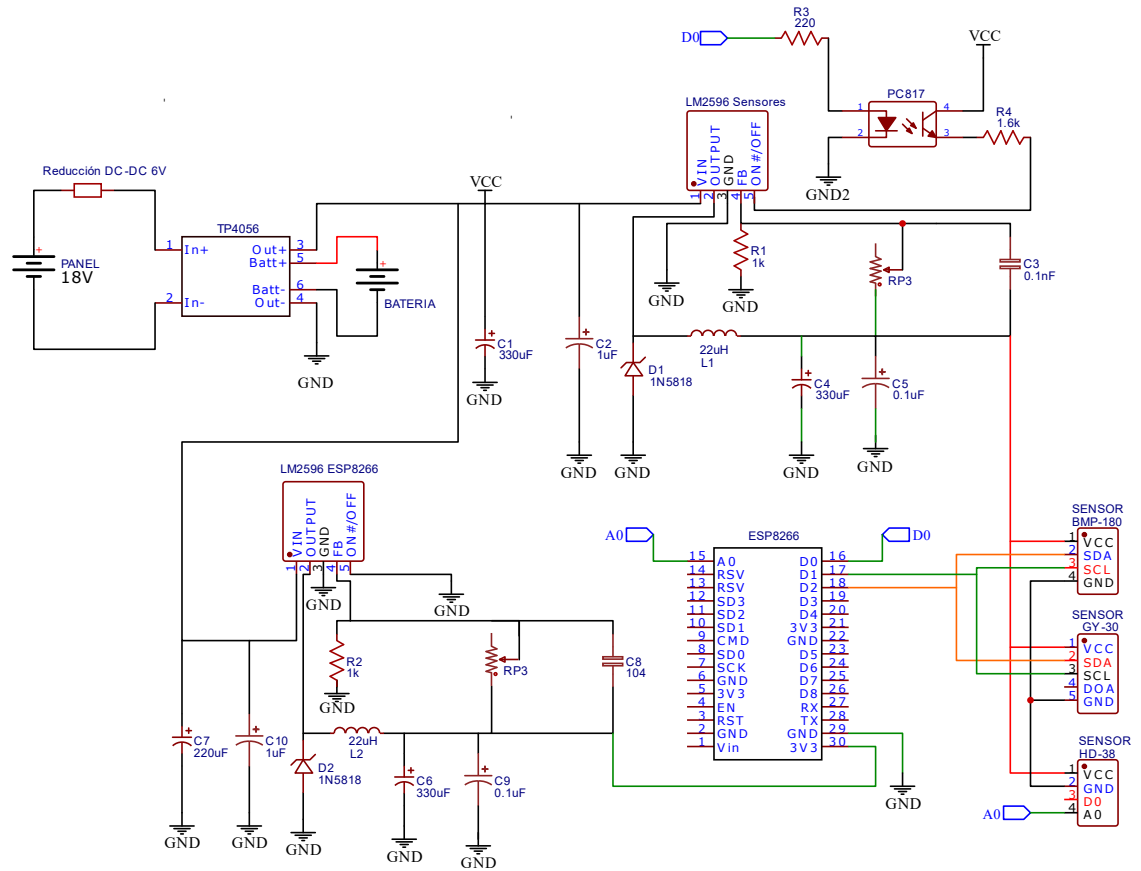 R3
220
D0
VCC
PC817
1
2
4
3
R4
1.6k
GND2
LM2596 Sensores
VIN
OUTPUT
GND
FB
ON#/OFF
1
2
3
4
5
Reducción DC-DC 6V
PANEL
18V
TP4056
1
In+
2
In-
Out+
3
Batt+
5
Batt-
6
Out-
4
BATERIA
GND
VCC
C1
330uF
GND
C2
1uF
GND
GND
R1
1k
GND
RP3
C3
0.1nF
22uH
L1
D1
1N5818
GND
C4
330uF
GND
C5
0.1uF
GND
LM2596 ESP8266
VIN
OUTPUT
GND
FB
ON#/OFF
1
2
3
4
5
GND
GND
R2
1k
GND
RP3
C8
104
C7
220uF
GND
C10
1uF
GND
22uH
L2
D2
1N5818
GND
C6
330uF
GND
C9
0.1uF
GND
A0
D0
ESP8266
15 A0
14 RSV
13 RSV
12 SD3
11 SD2
10 SD1
9 CMD
8 SD0
7 SCK
6 GND
5 3V3
4 EN
3 RST
2 GND
1 Vin
D0 16
D1 17
D2 18
D3 19
D4 20
3V3 21
GND 22
D5 23
D6 24
D7 25
D8 26
RX 27
TX 28
GND 29
3V3 30
GND
SENSOR
BMP-180
1 VCC
2 SDA
3 SCL
4 GND
SENSOR
GY-30
1 VCC
2 SDA
3 SCL
4 DOA
5 GND
SENSOR
HD-38
1 VCC
2 GND
3 D0
4 A0
A0